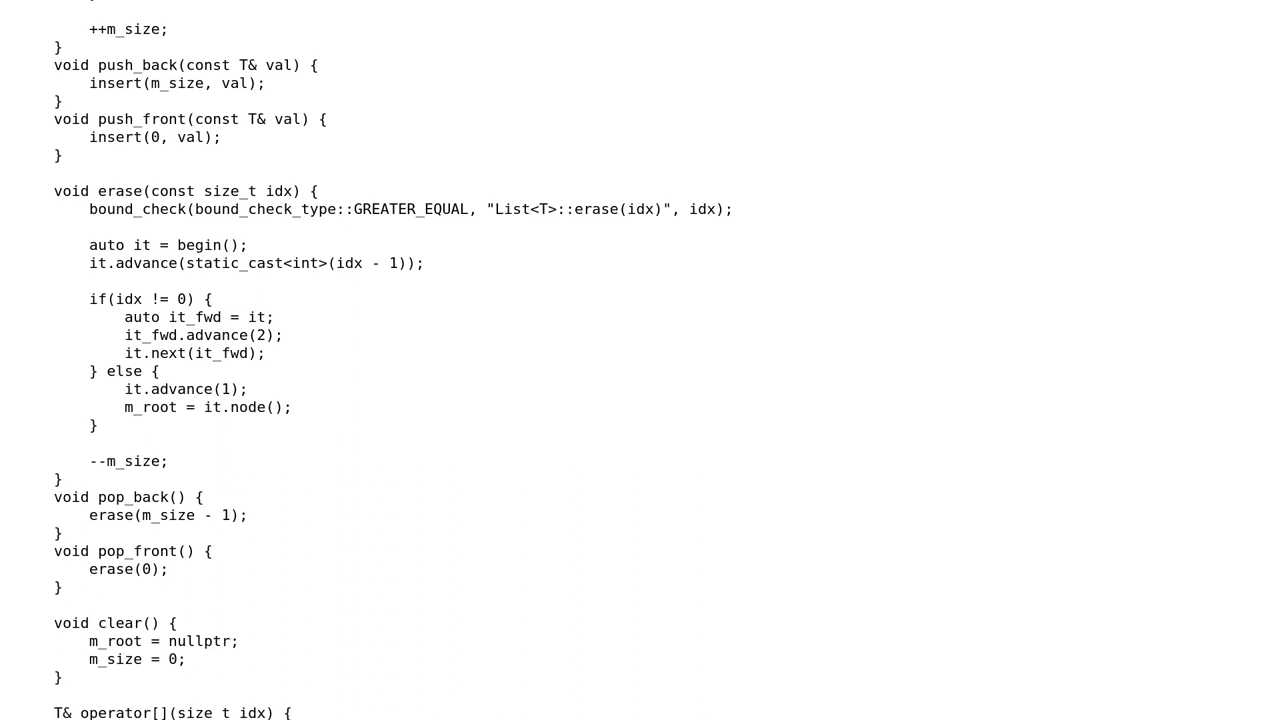 ++m_size;
}
void push_back(const T& val) {
insert(m_size, val);
}
void push_front(const T& val) {
insert(0, val);
}
void erase(const size_t idx) {
bound_check(bound_check_type::GREATER_EQUAL, "List<T>::erase(idx)", idx);
auto it = begin();
it.advance(static_cast<int>(idx - 1));
if(idx != 0) {
auto it_fwd = it;
it_fwd.advance(2);
it.next(it_fwd);
} else {
it.advance(1);
m_root = it.node();
}
--m_size;
}
void pop_back() {
erase(m_size - 1);
}
void pop_front() {
erase(0);
}
void clear() {
m_root = nullptr;
m_size = 0;
}
T& operator[](size_t idx) {